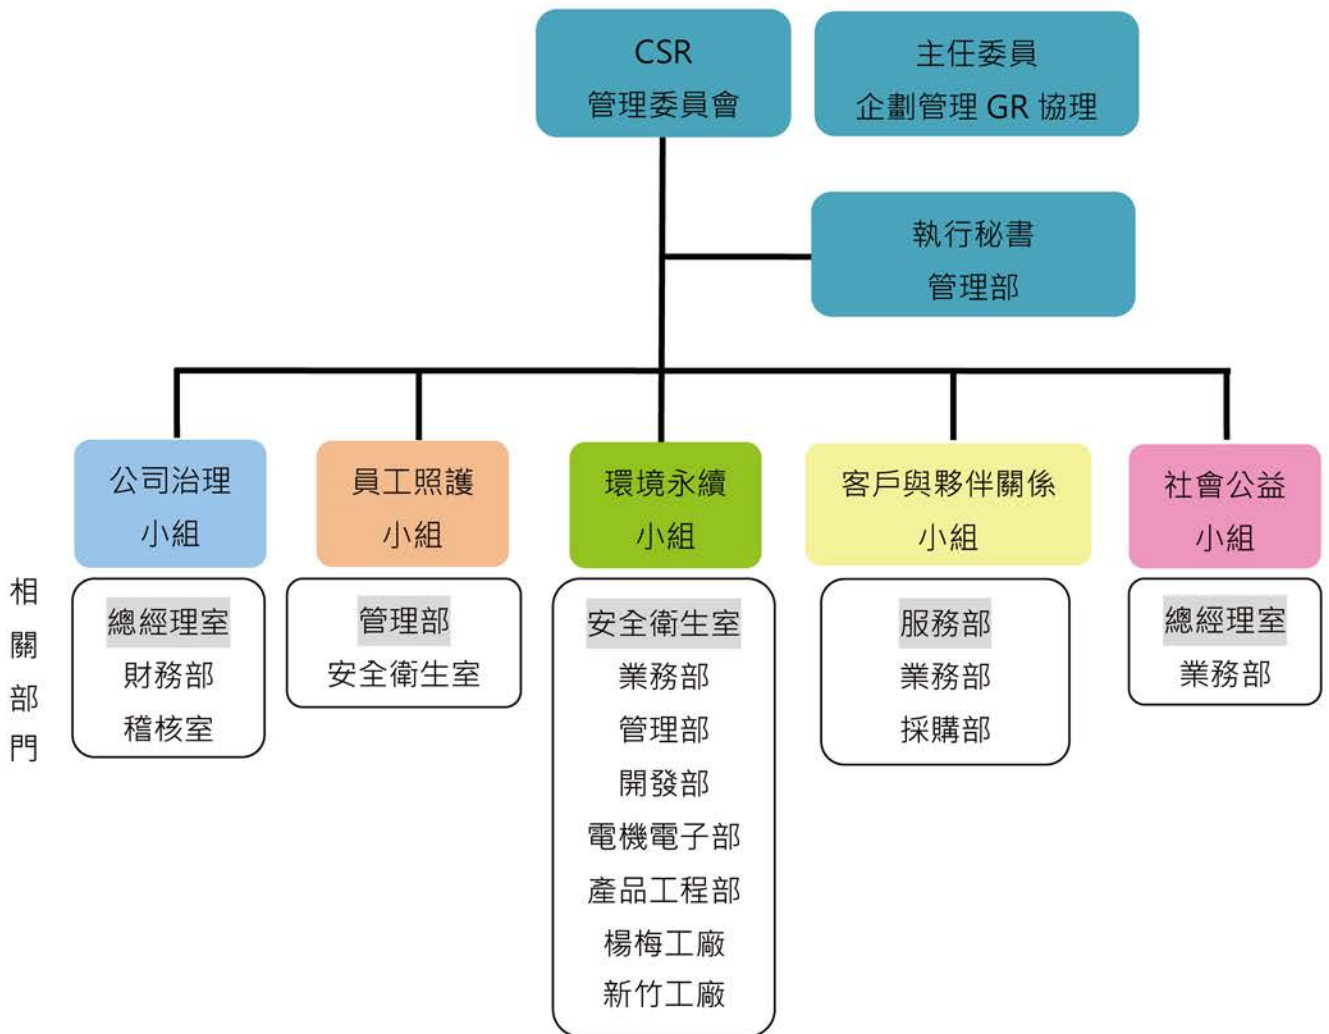 CSR
管理委員會
主任委員
企劃管理 GR 協理
執行秘書
管理部
公司治理
小組
員工照護
小組
環境永續
小組
客戶與夥伴關係
小組
社會公益
小組
相關部門
總經理室
財務部
稽核室
管理部
安全衛生室
安全衛生室
業務部
管理部
開發部
電機電子部
產品工程部
楊梅工廠
新竹工廠
服務部
業務部
採購部
總經理室
業務部